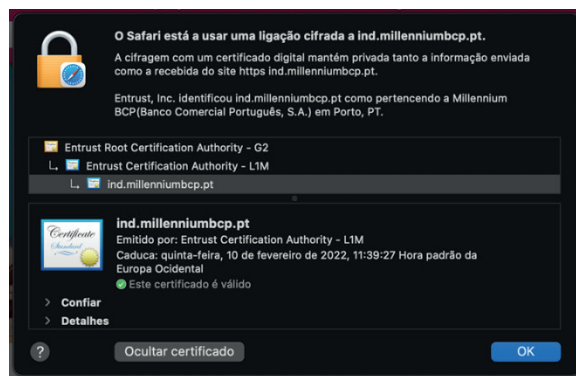 O Safari está a usar uma ligação cifrada a ind.millenniumbcp.pt.
A cifragem com um certificado digital mantém privada tanto a informação enviada
como a recebida do site https ind.millenniumbcp.pt.
Entrust, Inc. identificou ind.millenniumbcp.pt como pertencendo a Millennium
BCP(Banco Comercial Português, S.A.) em Porto, PT.
Entrust Root Certification Authority - G2
Entrust Certification Authority - L1M
ind.millenniumbcp.pt
Certificate
Standard
ind.millenniumbcp.pt
Emitido por: Entrust Certification Authority - L1M
Caduca: quinta-feira, 10 de fevereiro de 2022, 11:39:27 Hora padrão da
Europa Ocidental
Este certificado é válido
> Confiar
> Detalhes
? Ocultar certificado OK